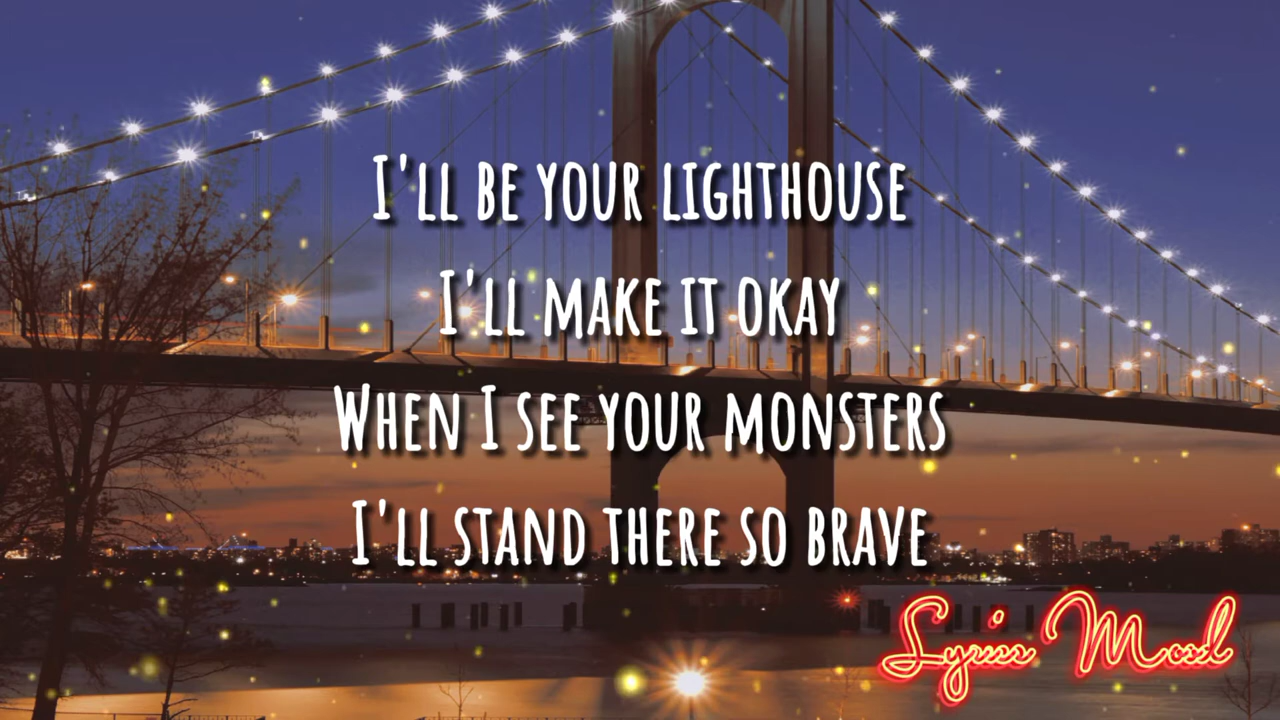 I'll be your lighthouse
I'll make it okay
When I see your monsters
I'll stand there so brave
Lyrics Mood